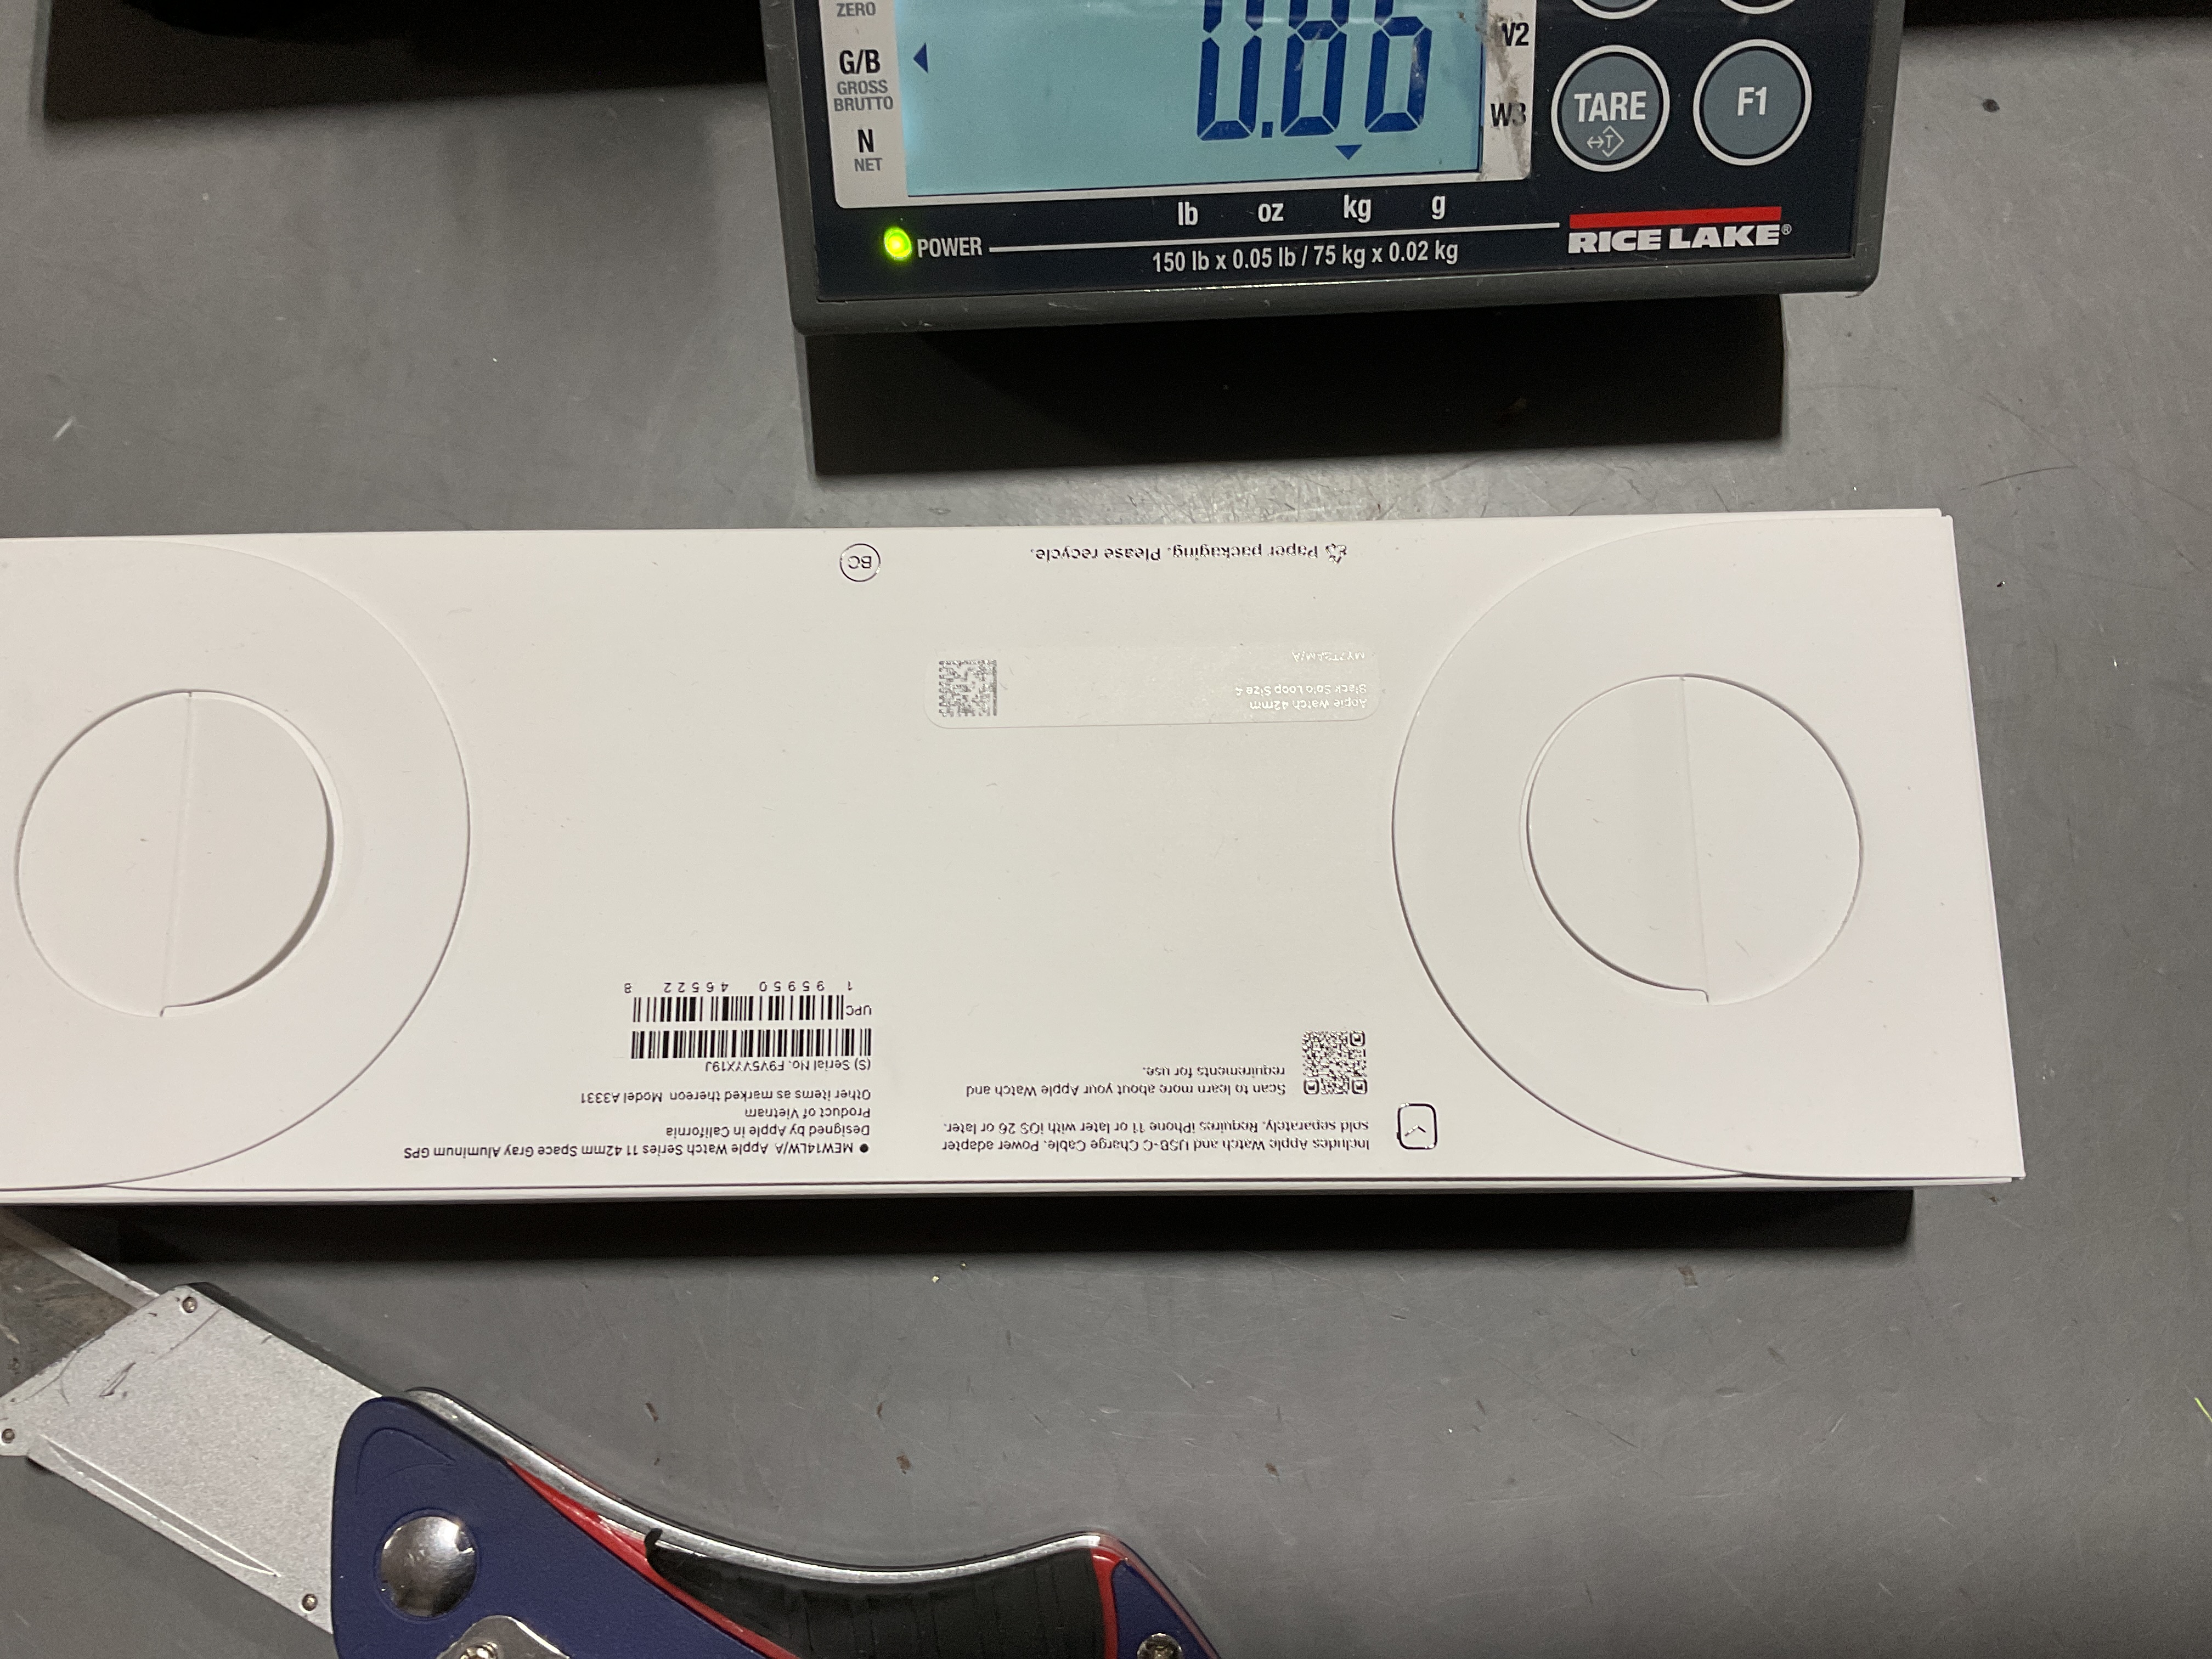 ZERO
G/B
GROSS
BRUTTO
N
NET
W2
W3
TARE
T
F1
lb oz kg g
POWER
150 lb x 0.05 lb / 75 kg x 0.02 kg
RICE LAKE®
Includes Apple Watch and USB-C Charge Cable. Power adapter
sold separately. Requires iPhone 11 or later with iOS 26 or later.
Scan to learn more about your Apple Watch and
requirements for use.
● MEW14LW/A Apple Watch Series 11 42mm Space Gray Aluminum GPS
Designed by Apple in California
Product of Vietnam
Other items as marked thereon Model A3331
(S) Serial No.
UPC
1 95950 46522 8
Apple Watch 42mm
Black Solo Loop Size 4
Paper packaging. Please recycle.
BC